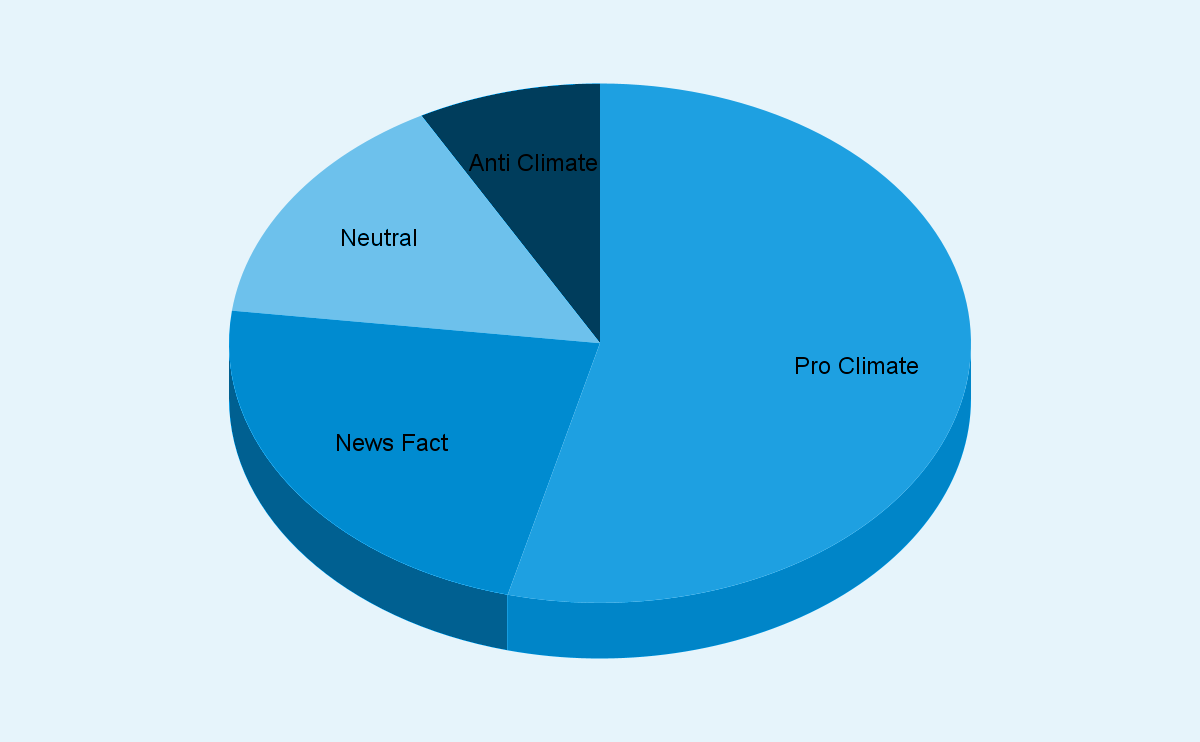 Anti Climate
Neutral
Pro Climate
News Fact